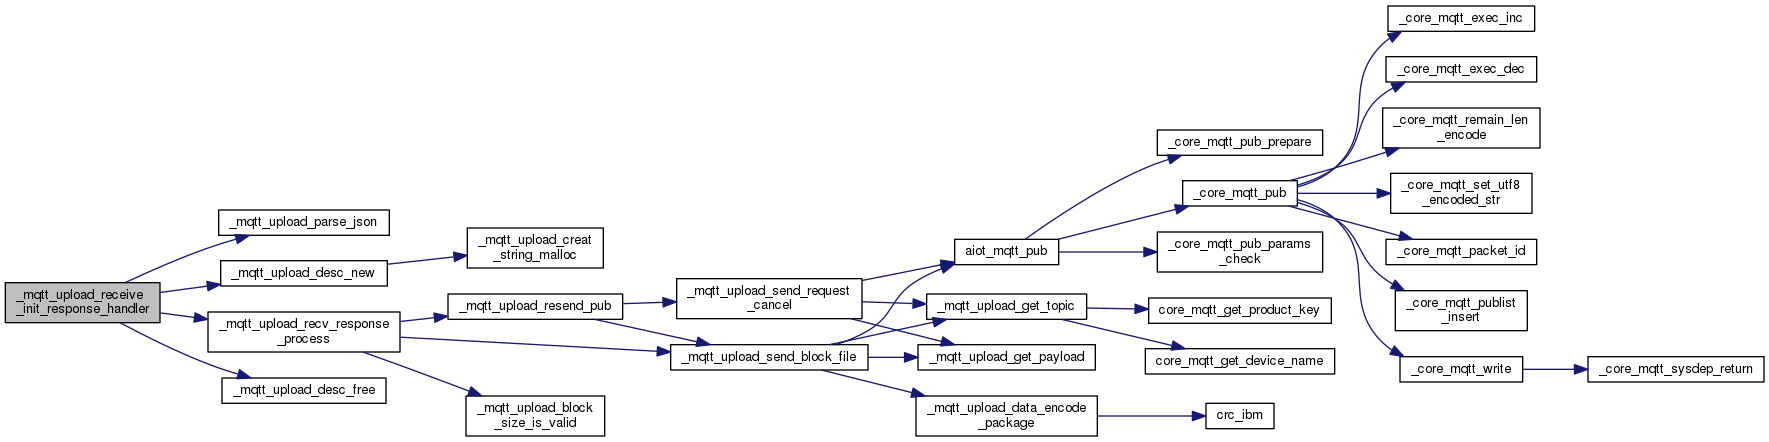 _mqtt_upload_receive
_init_response_handler
_mqtt_upload_parse_json
_mqtt_upload_desc_new
_mqtt_upload_recv_response
_process
_mqtt_upload_desc_free
_mqtt_upload_creat
_string_malloc
_mqtt_upload_resend_pub
_mqtt_upload_block
_size_is_valid
_mqtt_upload_send_request
_cancel
_mqtt_upload_send_block_file
aiot_mqtt_pub
_mqtt_upload_get_topic
_mqtt_upload_get_payload
_mqtt_upload_data_encode
_package
_core_mqtt_pub_prepare
_core_mqtt_pub
_core_mqtt_pub_params
_check
core_mqtt_get_product_key
core_mqtt_get_device_name
crc_ibm
_core_mqtt_exec_inc
_core_mqtt_exec_dec
_core_mqtt_remain_len
_encode
_core_mqtt_set_utf8
_encoded_str
_core_mqtt_packet_id
_core_mqtt_publist
_insert
_core_mqtt_write
_core_mqtt_sysdep_return